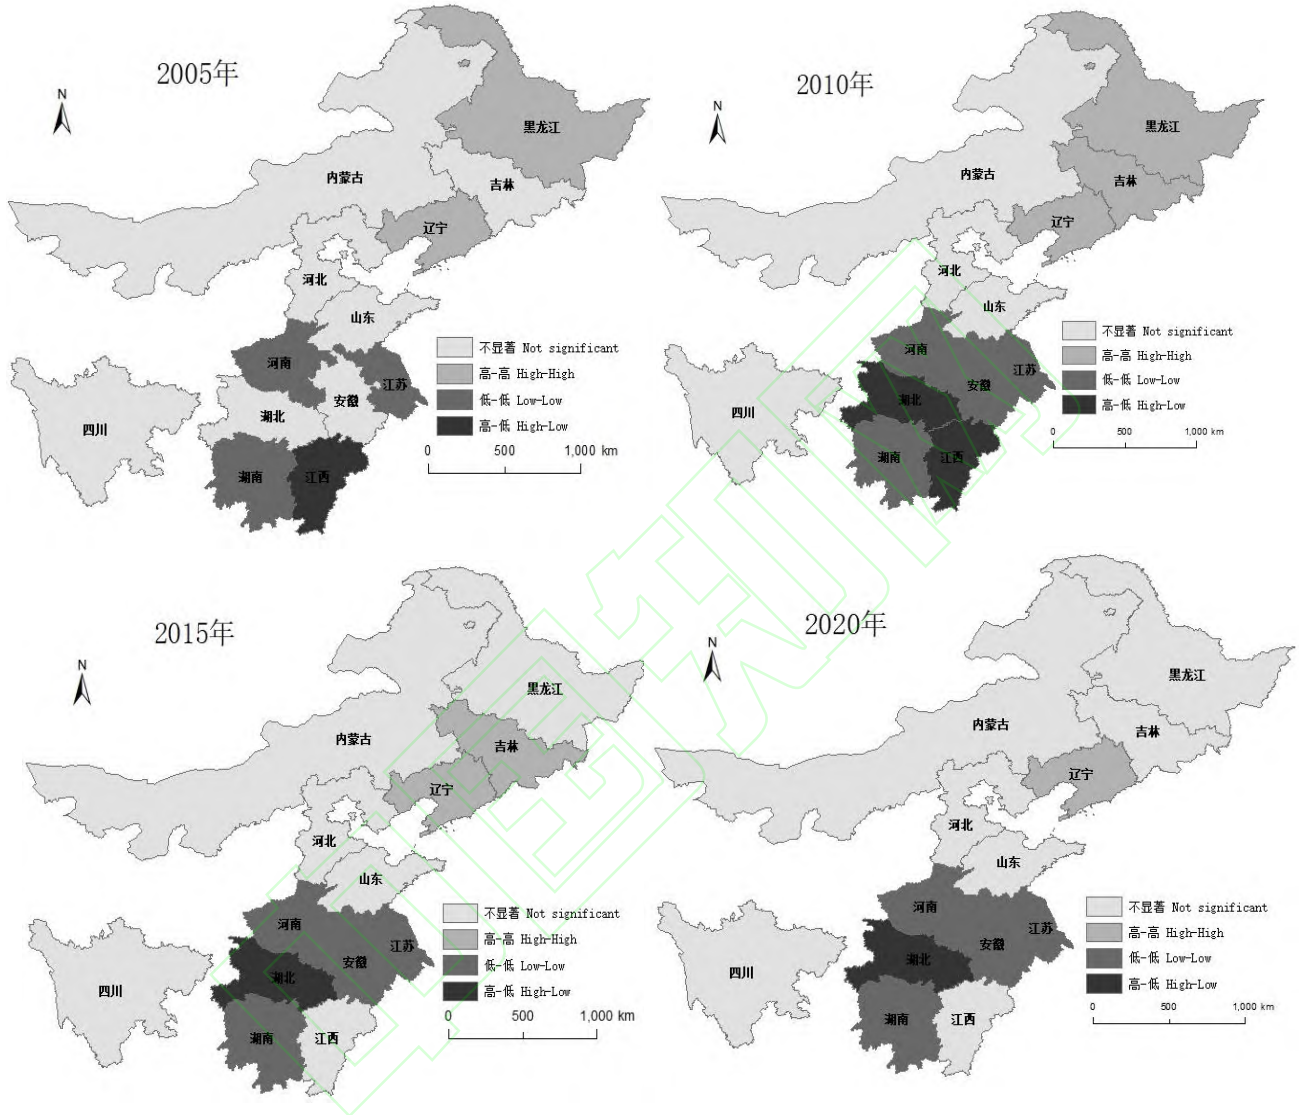 2005年
N
黑龙江
内蒙古
吉林
辽宁
河北
山东
河南
江苏
安徽
湖北
四川
湖南
江西
不显著 Not significant
高-高 High-High
低-低 Low-Low
高-低 High-Low
0 500 1,000 km
2010年
N
黑龙江
内蒙古
吉林
辽宁
河北
山东
河南
江苏
安徽
湖北
四川
湖南
江西
不显著 Not significant
高-高 High-High
低-低 Low-Low
高-低 High-Low
0 500 1,000 km
2015年
N
黑龙江
内蒙古
吉林
辽宁
河北
山东
河南
江苏
安徽
湖北
四川
湖南
江西
不显著 Not significant
高-高 High-High
低-低 Low-Low
高-低 High-Low
0 500 1,000 km
2020年
N
黑龙江
内蒙古
吉林
辽宁
河北
山东
河南
江苏
安徽
湖北
四川
湖南
江西
不显著 Not significant
高-高 High-High
低-低 Low-Low
高-低 High-Low
0 500 1,000 km